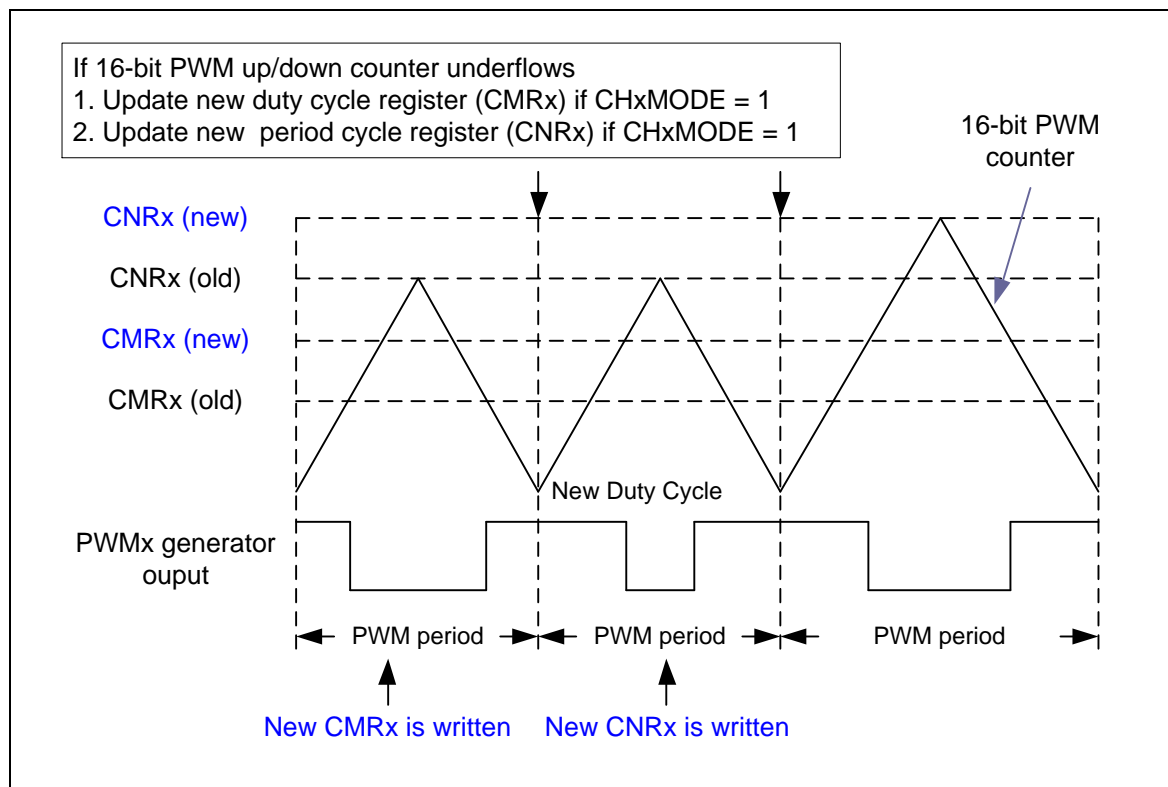 If 16-bit PWM up/down counter underflows
1. Update new duty cycle register (CMRx) if CHxMODE = 1
2. Update new  period cycle register (CNRx) if CHxMODE = 1
16-bit PWM
counter
CNRx (new)
CNRx (old)
CMRx (new)
CMRx (old)
New Duty Cycle
PWMx generator
ouput
PWM period
PWM period
PWM period
New CMRx is written
New CNRx is written